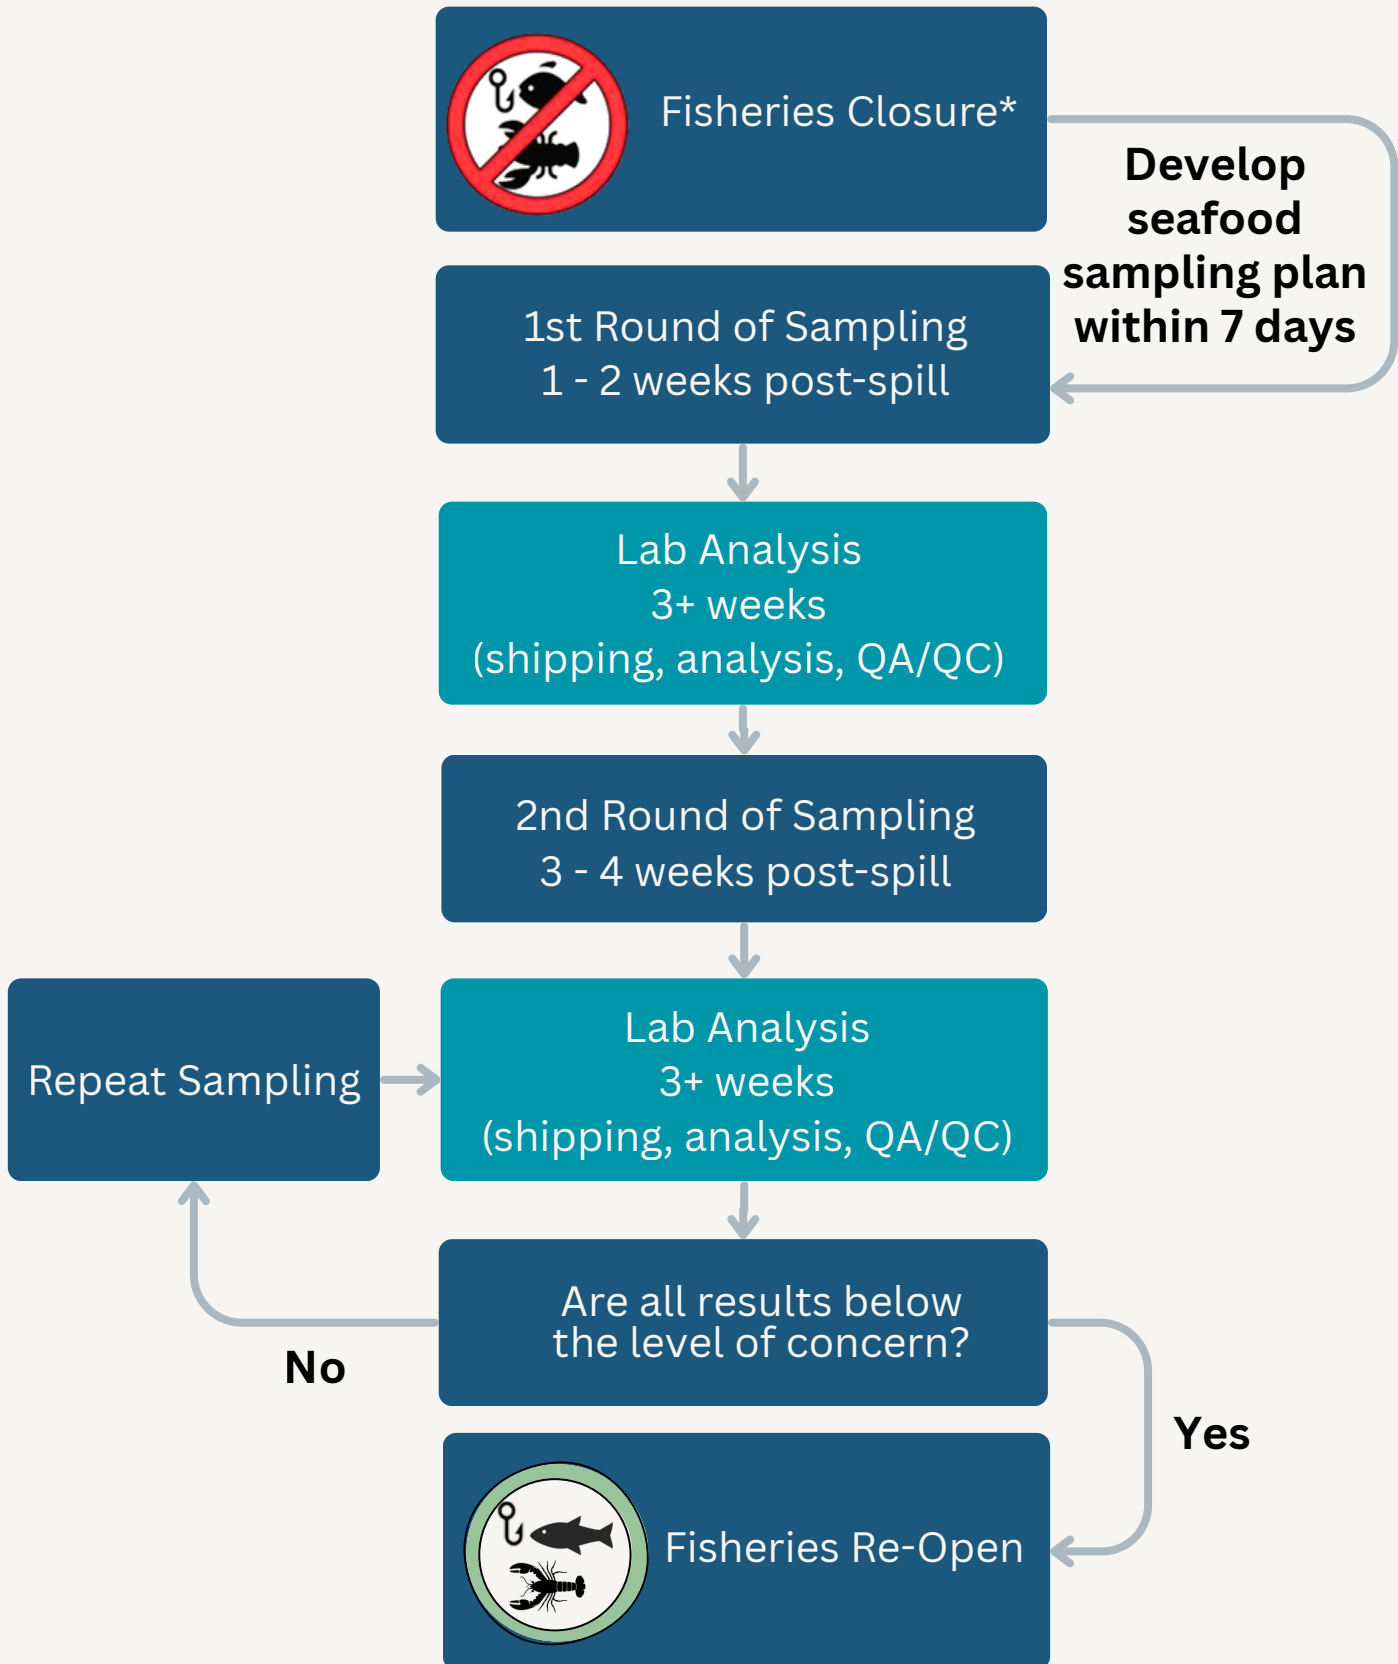 Fisheries Closure*
Develop
seafood
sampling plan
within 7 days
1st Round of Sampling
1 - 2 weeks post-spill
Lab Analysis
3+ weeks
(shipping, analysis, QA/QC)
2nd Round of Sampling
3 - 4 weeks post-spill
Repeat Sampling
Lab Analysis
3+ weeks
(shipping, analysis, QA/QC)
Are all results below
the level of concern?
No
Yes
Fisheries Re-Open